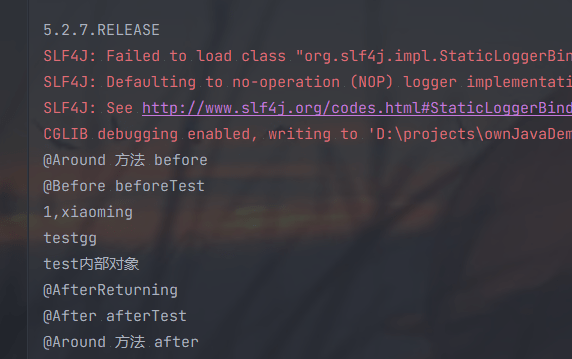 5.2.7.RELEASE
SLF4J: Failed to load class "org.slf4j.impl.StaticLoggerBin
SLF4J: Defaulting to no-operation (NOP) logger implementati
SLF4J: See http://www.slf4j.org/codes.html#StaticLoggerBind
CGLIB debugging enabled, writing to 'D:\projects\ownJavaDem
@Around 方法 before
@Before beforeTest
1,xiaoming
testgg
test内部对象
@AfterReturning
@After afterTest
@Around 方法 after